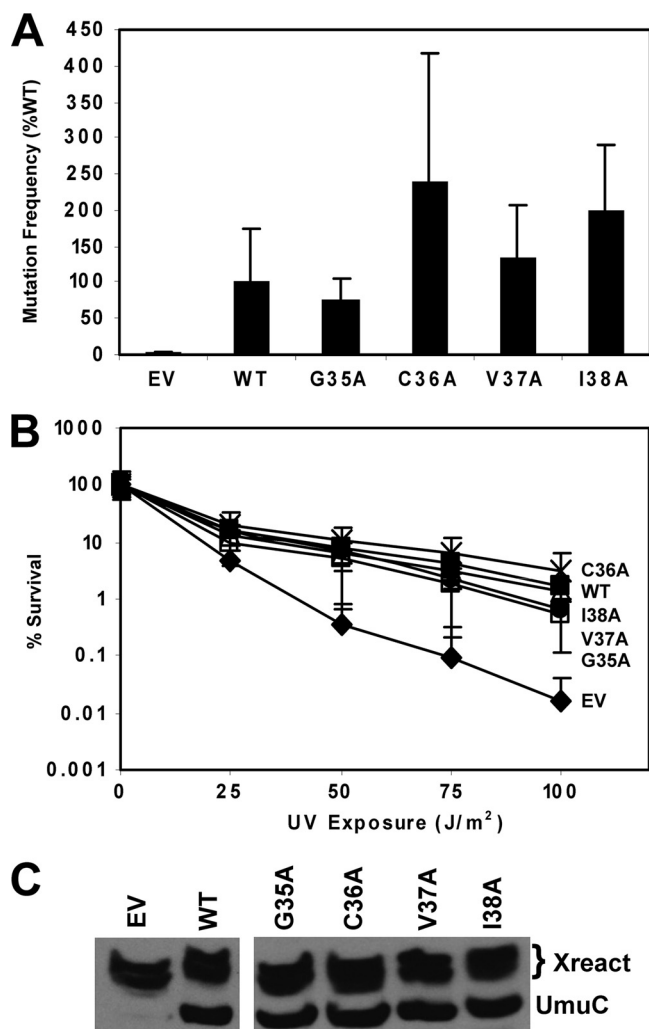 A
Mutation Frequency (%WT)
450
400
350
300
250
200
150
100
50
0
EV WT G35A C36A V37A I38A
B
% Survival
1000
100
10
1
0.1
0.01
0.001
C36A
WT
I38A
V37A
G35A
EV
0 25 50 75 100
UV Exposure (J/m²)
C
EV WT G35A C36A V37A I38A
} Xreact
UmuC